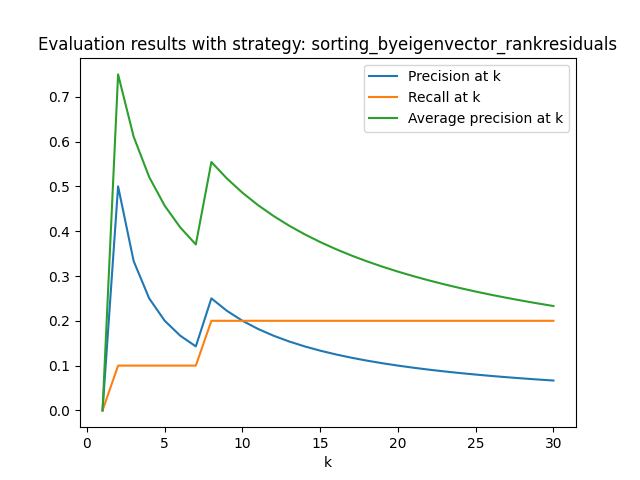 Evaluation results with strategy: sorting_byeigenvector_rankresiduals
Precision at k
Recall at k
Average precision at k
0.7
0.6
0.5
0.4
0.3
0.2
0.1
0.0
0 5 10 15 20 25 30
k